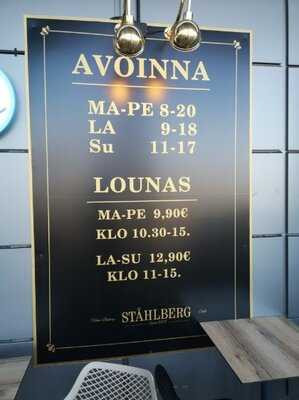 AVOINNA
MA-PE 8-20
LA 9-18
Su 11-17
LOUNAS
MA-PE 9,90€
KLO 10.30-15.
LA-SU 12,90€
KLO 11-15.
STÅHLBERG